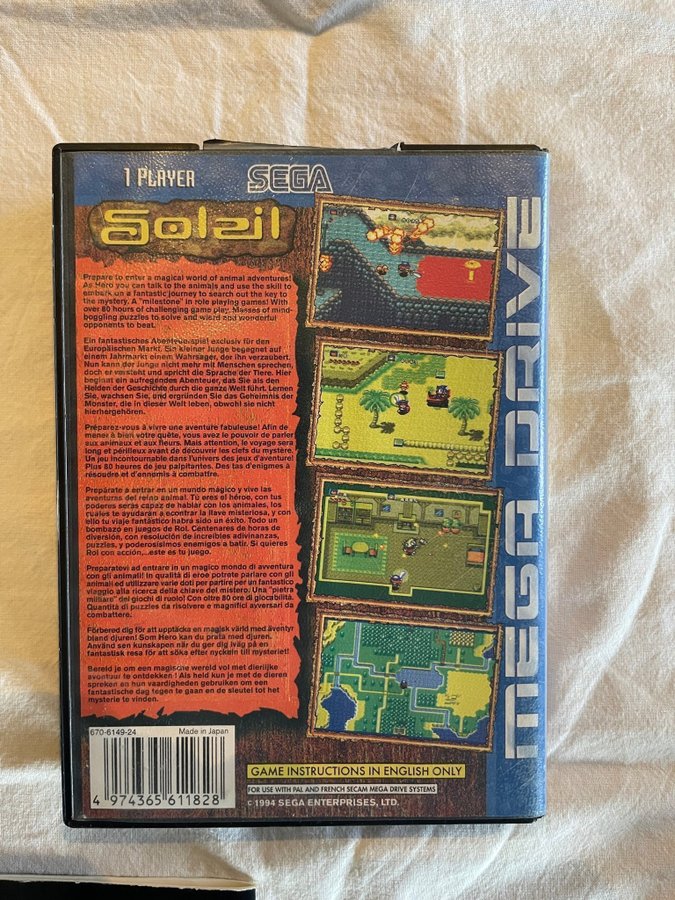 1 PLAYER
SEGA
Soleil
Prepare to enter a magical world of animal adventures!
As Hero you can talk to the animals and use the skill to
embark on a fantastic journey to search out the key to
the mystery. A "milestone" in role playing games! With
over 80 hours of challenging game play. Masses of mind-
boggling puzzles to solve and wierd and wonderful
opponents to beat.
Ein fantastisches Abenteuerspiel exclusiv für den
Europäischen Markt. Ein kleiner Junge begegnet auf
einem Jahrmarkt einem Wahrsager, der ihn verzaubert.
Nun kann der Junge nicht mehr mit Menschen sprechen,
doch er versteht und spricht die Sprache der Tiere. Hier
beginnt ein aufregendes Abenteuer, das Sie als den
Helden der Geschichte durch die ganze Welt führt. Lernen
Sie, wachsen Sie, und ergründen Sie das Geheimnis der
Monster, die in dieser Welt leben, obwohl sie nicht
hierhergehören.
Préparez-vous à vivre une aventure fabuleuse! Afin de
mener à bien votre quête, vous avez le pouvoir de parler
aux animaux et aux fleurs. Mais attention, le voyage sera
long et périlleux avant de découvrir les clefs du mystère.
Un jeu incontournable dans l'univers des jeux d'aventure!
Plus 80 heures de jeu palpitantes. Des tas d'enigmes à
résoudre et d'ennemis à combattre.
Prepárate a entrar en un mundo mágico y vive las
aventuras del reino animal. Tú eres el héroe, con tus
poderes serás capaz de hablar con los animales, los
cuales te ayudarán a econtrar la llave misteriosa, y con
ello tu viaje fantástico habrá sido un éxito. Todo un
bombazo en juegos de Rol. Centenares de horas de
diversión, con resolución de increíbles adivinanzas,
puzzles, y poderosísimos enemigos a batir. Si quieres
Rol con acción,...este es tu juego.
Preparatevi ad entrare in un magico mondo di avventura
con gli animali! In qualità di eroe potrete parlare con gli
animali ed utilizzare varie doti per partire per un fantastico
viaggio alla ricerca della chiave del mistero. Una "pietra
miliare" dei giochi di ruolo! Con oltre 80 ore di giocabilità.
Quantità di puzzles da risolvere e magnifici avversari da
combattere.
Förbered dig för att upptäcka en magisk värld med äventyr
bland djuren! Som Hero kan du prata med djuren.
Använd sen kunskapen när du ger dig iväg på en
fantastisk resa för att söka efter nyckeln till mysteriet!
Bereid je om een magische wereld vol met dierlijke
avontuur te ontdekken ! Als held kun je met de dieren
spreken en hun vaardigheden gebruiken om een
fantastische dag tegen te gaan en de sleutel tot het
mysterie te vinden.
670-6149-24 Made in Japan
4 974365 611828
GAME INSTRUCTIONS IN ENGLISH ONLY
FOR USE WITH PAL AND FRENCH SECAM MEGA DRIVE SYSTEMS
© 1994 SEGA ENTERPRISES, LTD.
MEGA DRIVE